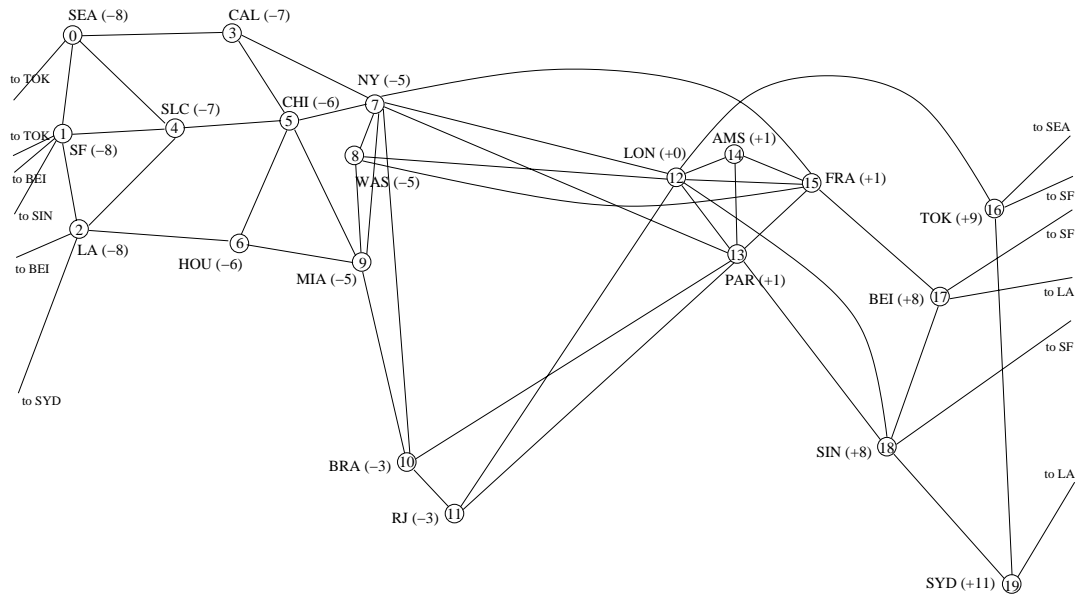 SEA (−8)
0
CAL (−7)
3
to TOK
NY (−5)
7
CHI (−6)
5
SLC (−7)
4
to TOK
1
SF (−8)
to BEI
to SIN
2
LA (−8)
to BEI
6
HOU (−6)
8
WAS (−5)
9
MIA (−5)
to SYD
BRA (−3)
10
RJ (−3)
11
LON (+0)
12
AMS (+1)
14
15
FRA (+1)
13
PAR (+1)
to SEA
16
TOK (+9)
to SF
to SF
BEI (+8)
17
to LA
to SF
SIN (+8)
18
to LA
SYD (+11)
19